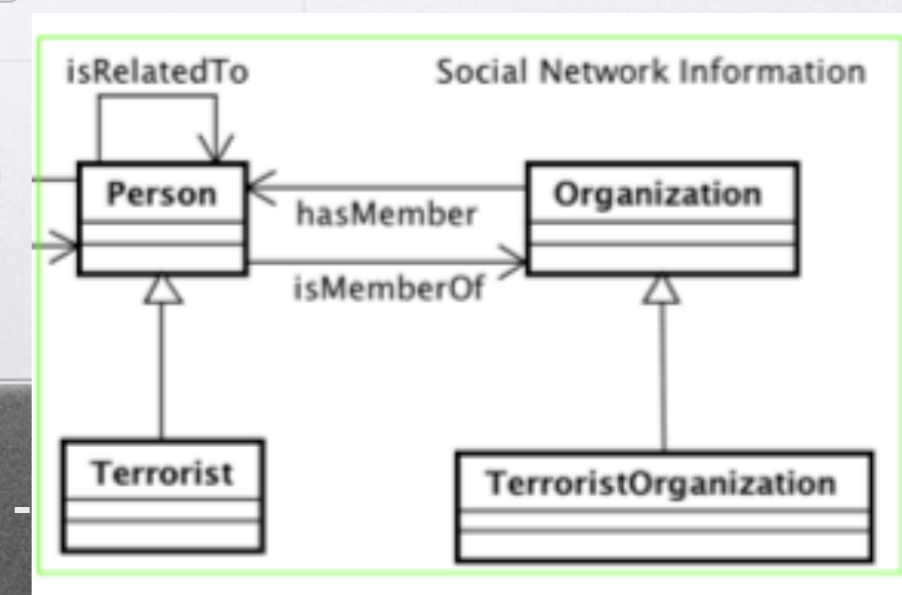 isRelatedTo
Social Network Information
Person
Organization
hasMember
isMemberOf
Terrorist
TerroristOrganization